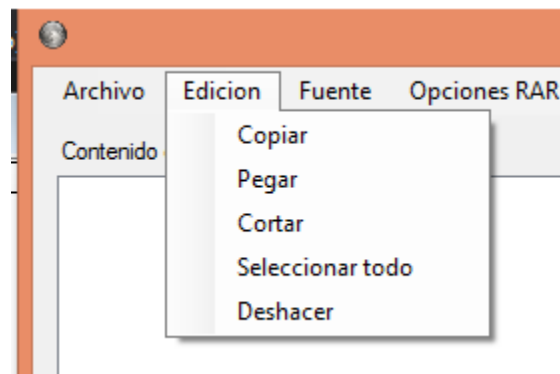 Archivo Edicion Fuente Opciones RAR
Contenido
Copiar
Pegar
Cortar
Seleccionar todo
Deshacer